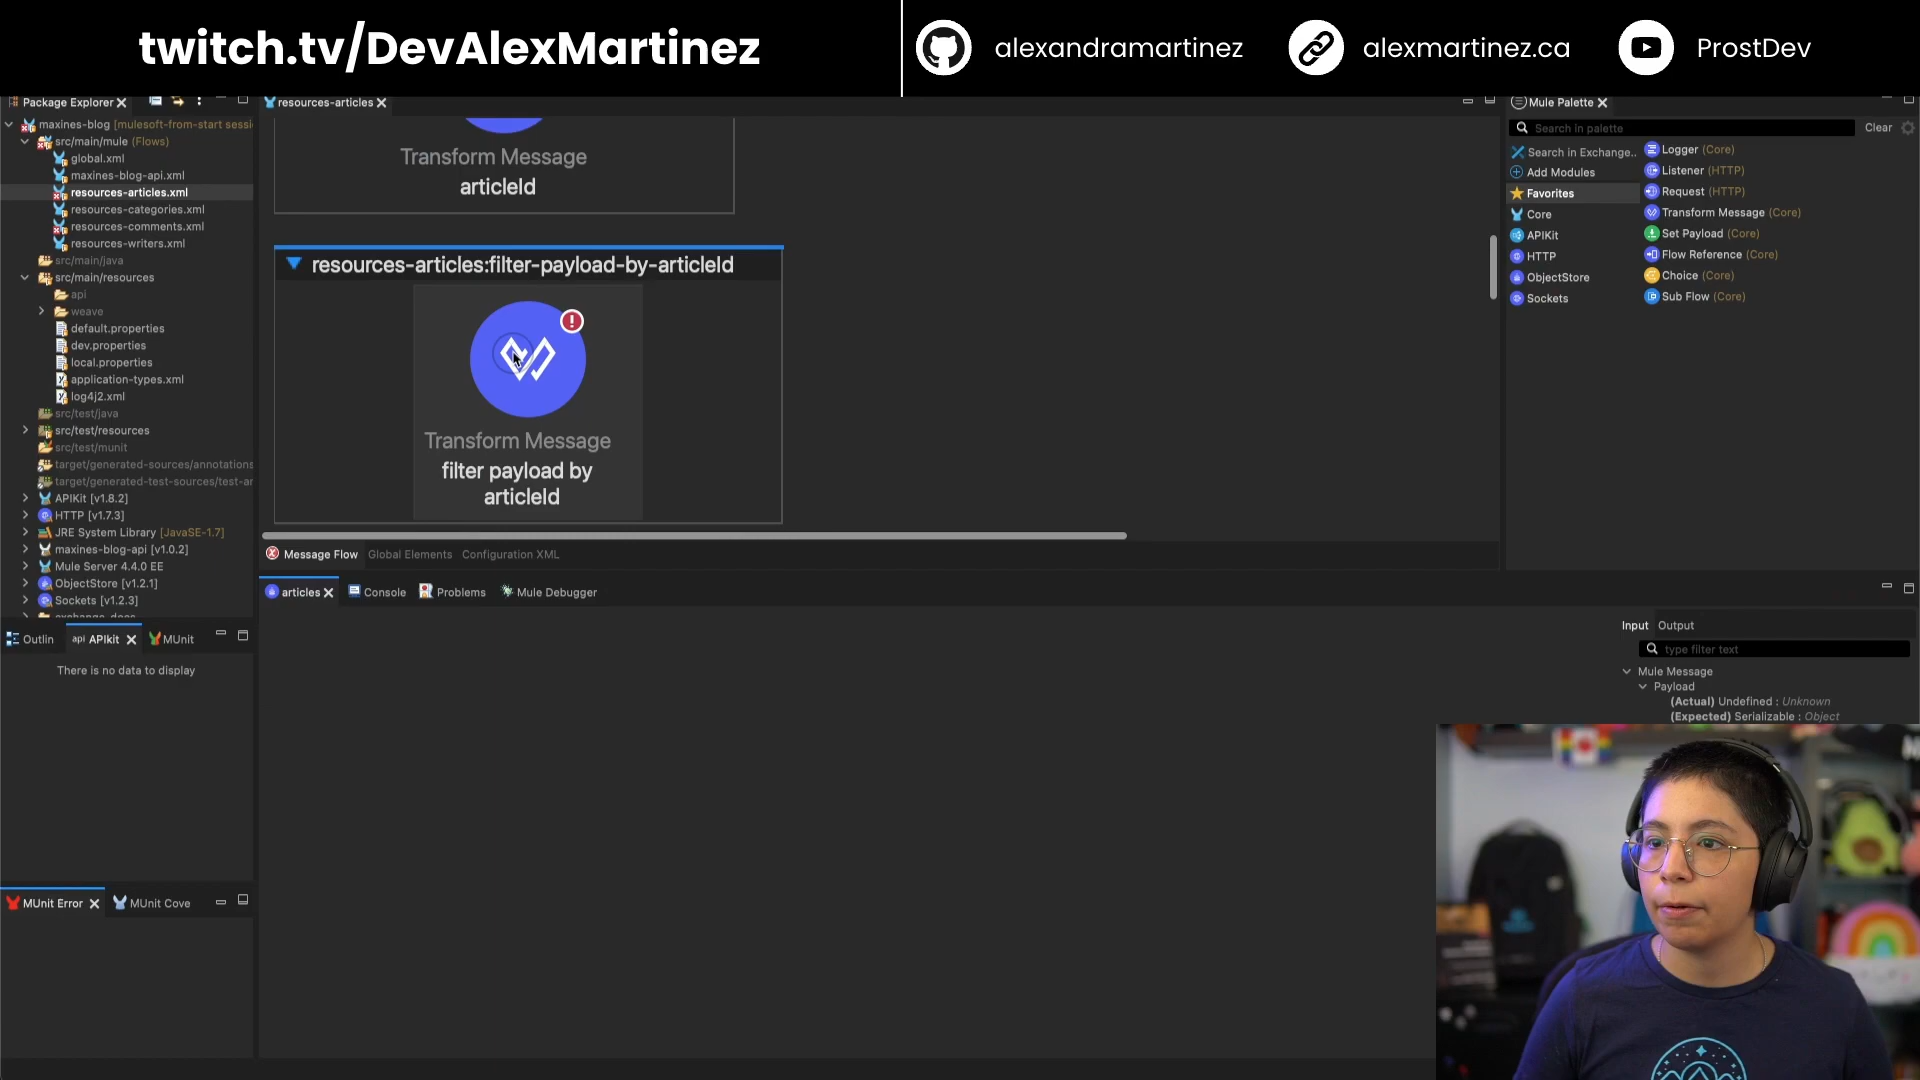 twitch.tv/DevAlexMartinez
alexandramartinez
alexmartinez.ca
ProstDev
Package Explorer
maxines-blog [mulesoft-from-start sessi
src/main/mule (Flows)
global.xml
maxines-blog-api.xml
resources-articles.xml
resources-categories.xml
resources-comments.xml
resources-writers.xml
src/main/java
src/main/resources
api
weave
default.properties
dev.properties
local.properties
application-types.xml
log4j2.xml
src/test/java
src/test/resources
src/test/munit
target/generated-sources/annotations
target/generated-test-sources/test-ar
APIKit [v1.8.2]
HTTP [v1.7.3]
JRE System Library [JavaSE-1.7]
maxines-blog-api [v1.0.2]
Mule Server 4.4.0 EE
ObjectStore [v1.2.1]
Sockets [v1.2.3]
Outlin
api APIkit
MUnit
There is no data to display
MUnit Error
MUnit Cove
resources-articles
Transform Message
articleId
resources-articles:filter-payload-by-articleId
Transform Message
filter payload by
articleId
Message Flow Global Elements Configuration XML
articles
Console
Problems
Mule Debugger
Input Output
type filter text
Mule Message
Payload
(Actual) Undefined : Unknown
(Expected) Serializable : Object
Mule Palette
Search in palette
Clear
Search in Exchange..
Add Modules
Favorites
Core
APIKit
HTTP
ObjectStore
Sockets
Logger (Core)
Listener (HTTP)
Request (HTTP)
Transform Message (Core)
Set Payload (Core)
Flow Reference (Core)
Choice (Core)
Sub Flow (Core)